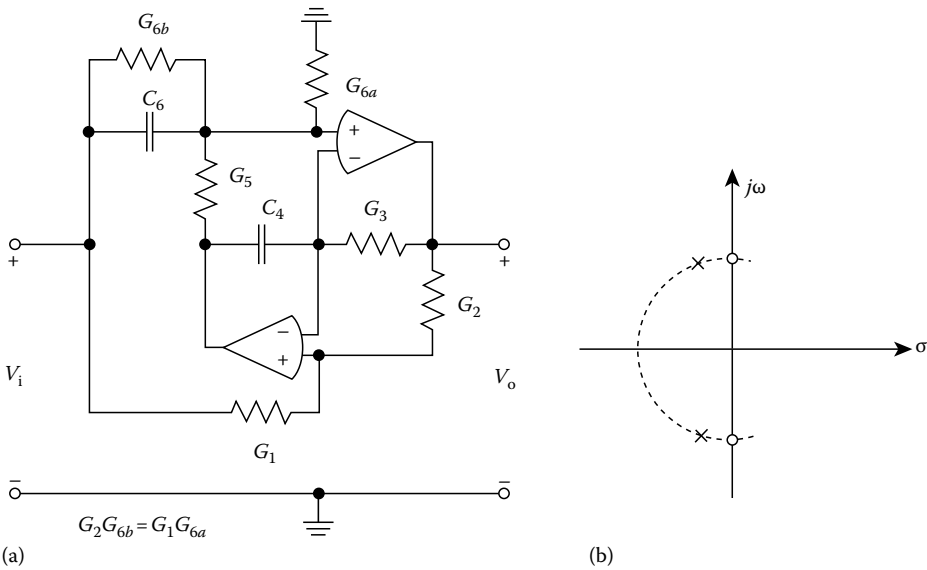 G6b
C6
G6a
+
−
G5
C4
G3
+
+
G2
−
+
Vi
Vo
G1
−
−
G2G6b = G1G6a
(a)
jω
σ
(b)